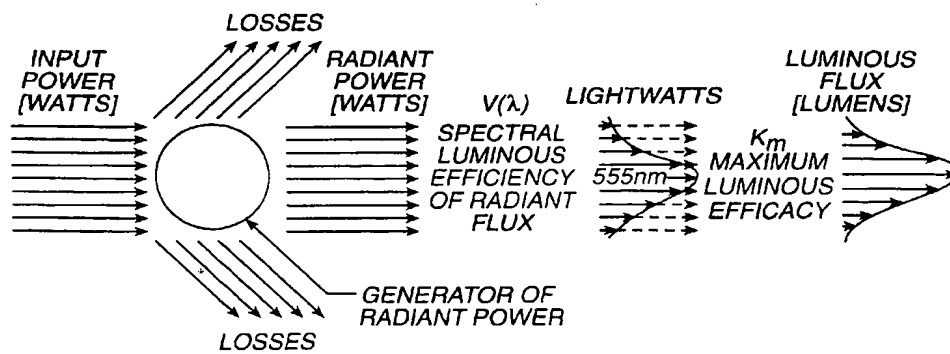 LOSSES
INPUT
POWER
[WATTS]
RADIANT
POWER
[WATTS]
V(λ)
SPECTRAL
LUMINOUS
EFFICIENCY
OF RADIANT
FLUX
LIGHTWATTS
555nm
Km
MAXIMUM
LUMINOUS
EFFICACY
LUMINOUS
FLUX
[LUMENS]
GENERATOR OF
RADIANT POWER
LOSSES